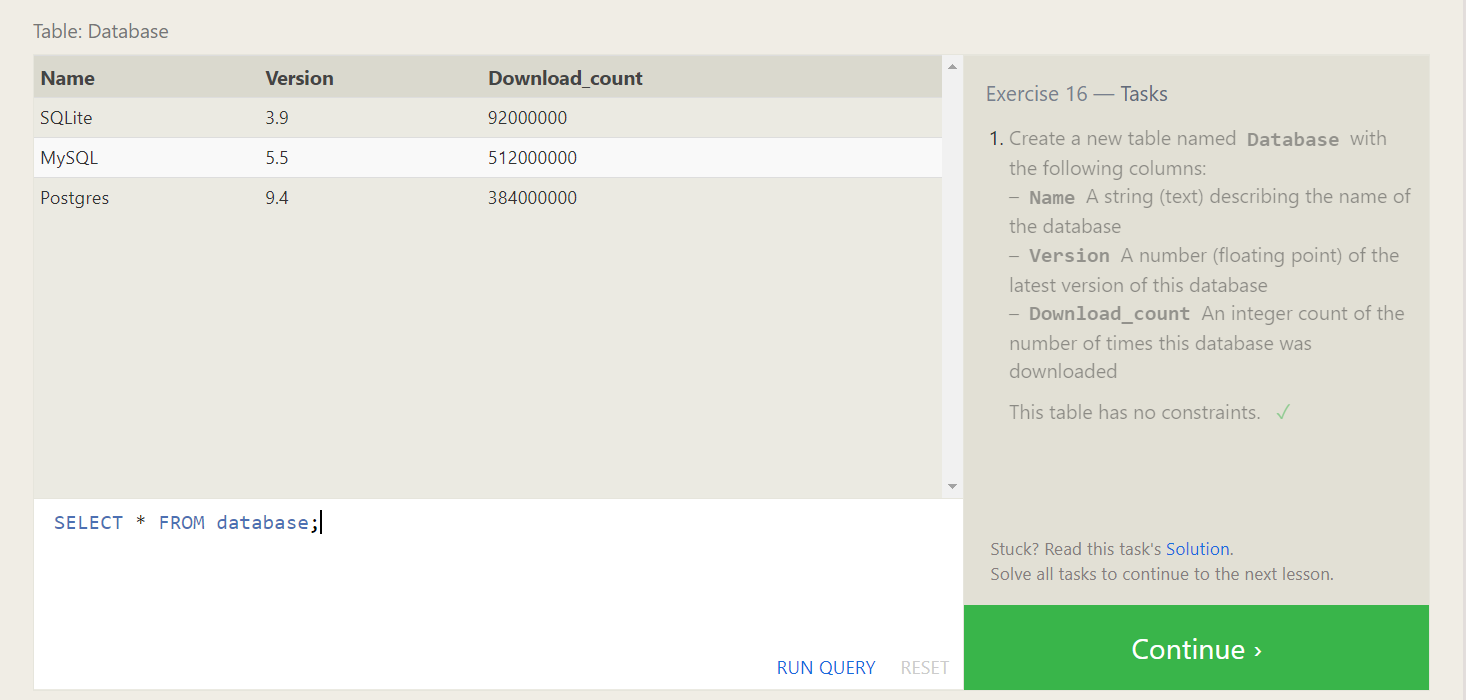 Table: Database
Name Version Download_count
SQLite 3.9 92000000
MySQL 5.5 512000000
Postgres 9.4 384000000
SELECT * FROM database;
RUN QUERY RESET
Exercise 16 — Tasks
1. Create a new table named Database with
the following columns:
– Name A string (text) describing the name of
the database
– Version A number (floating point) of the
latest version of this database
– Download_count An integer count of the
number of times this database was
downloaded
This table has no constraints. ✓
Stuck? Read this task's Solution.
Solve all tasks to continue to the next lesson.
Continue ›